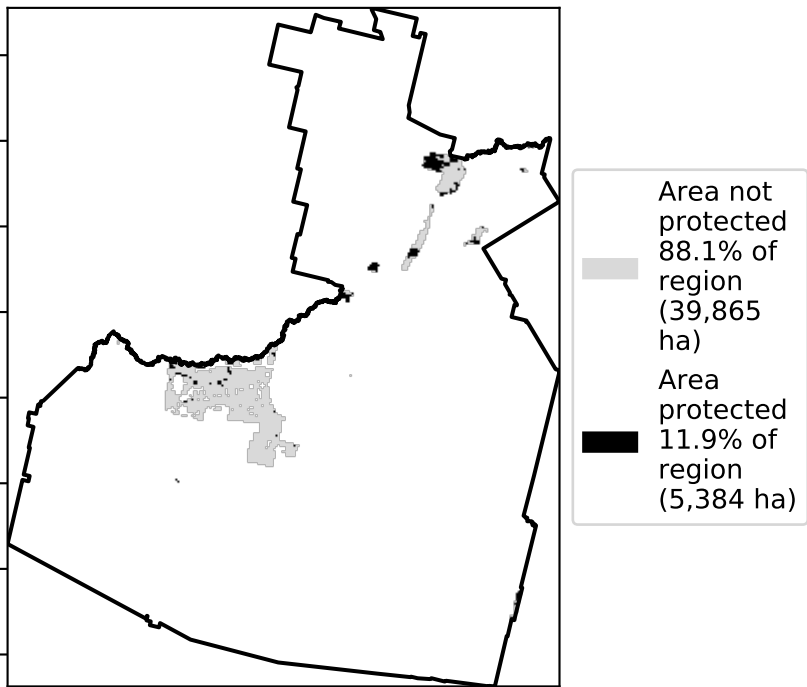 Area not
protected
88.1% of
region
(39,865
ha)
Area
protected
11.9% of
region
(5,384 ha)